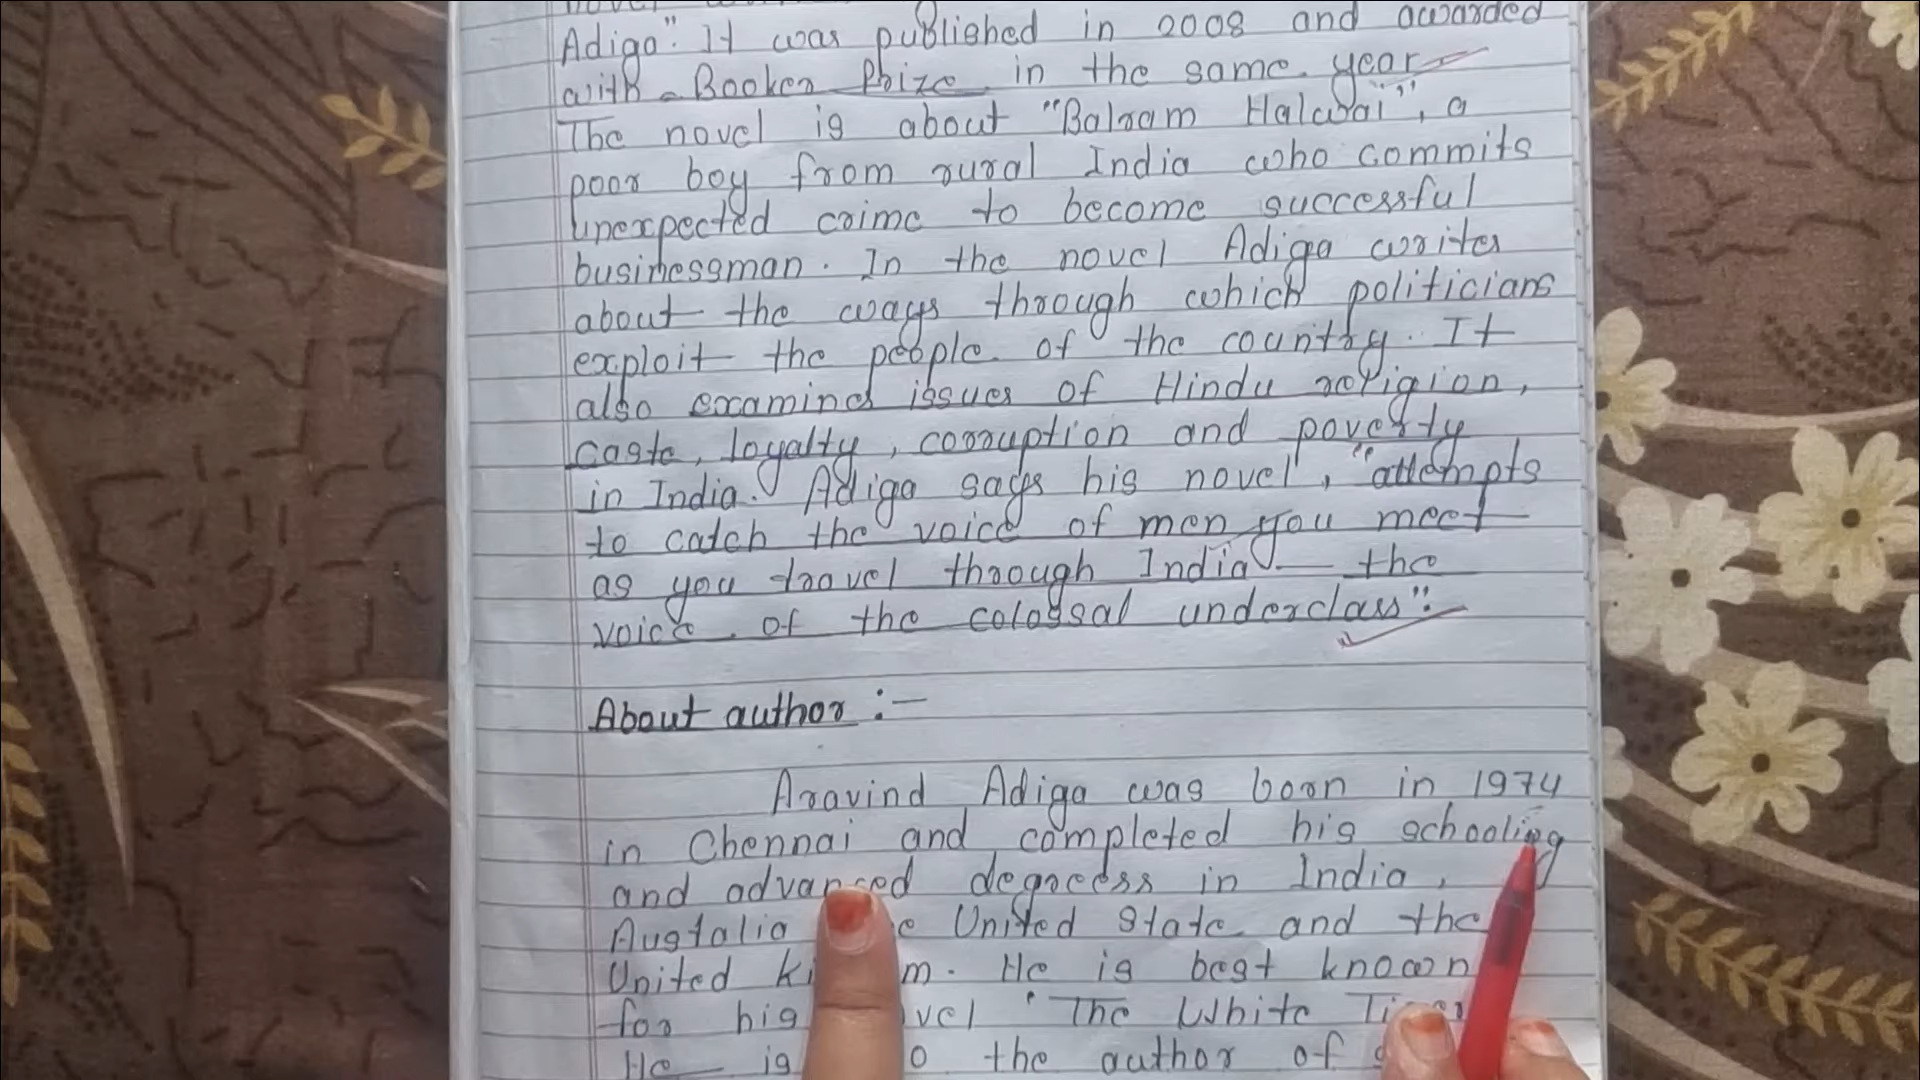 Adiga". It was published in 2008 and awarded
with Booker Prize in the same year
The novel is about "Balram Halwai", a
poor boy from rural India who commits
unexpected crime to become successful
businessman. In the novel Adiga writes
about the ways through which politicians
exploit the people of the country. It
also examines issues of Hindu religion,
caste, loyalty, corruption and poverty
in India. Adiga says his novel, "attempts
to catch the voice of men you meet
as you travel through India — the
voice of the colossal underclass".
About author :-
Aravind Adiga was born in 1974
in Chennai and completed his schooling
and advanced degrees in India,
Austalia United State and the
United m. He is best known
for his The White
He the author of